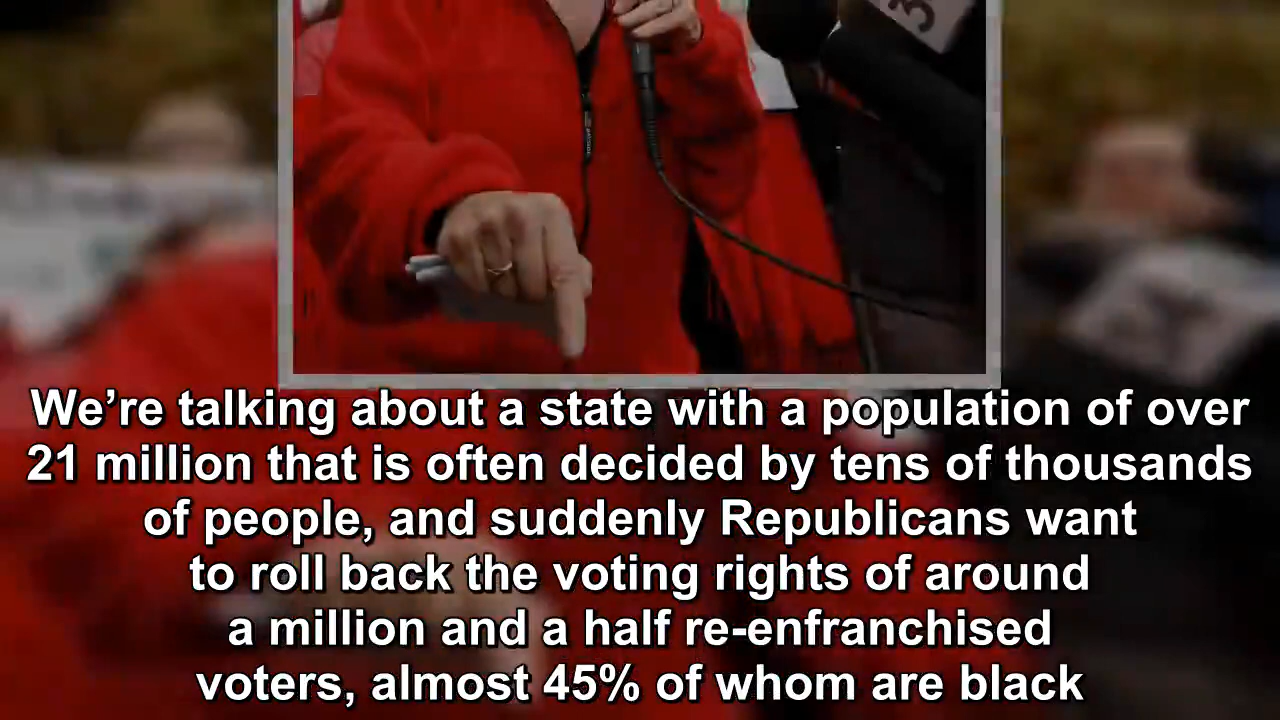 3
We’re talking about a state with a population of over
21 million that is often decided by tens of thousands
of people, and suddenly Republicans want
to roll back the voting rights of around
a million and a half re-enfranchised
voters, almost 45% of whom are black